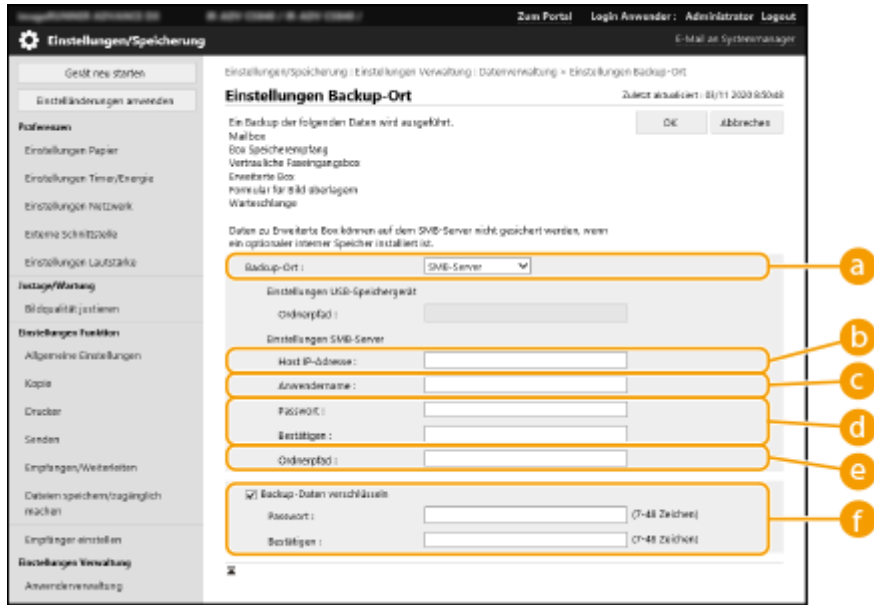 Zum Portal Login Anwender: Administrator Logout
Einstellungen/Speicherung
E-Mail an Systemmanager
Gerät neu starten
Einstelländerungen anwenden
Präferenzen
Einstellungen Papier
Einstellungen Timer/Energie
Einstellungen Netzwerk
Externe Schnittstelle
Einstellungen Lautstärke
Justage/Wartung
Bildqualität justieren
Einstellungen Funktion
Allgemeine Einstellungen
Kopie
Drucker
Senden
Empfangen/Weiterleiten
Dateien speichern/zugänglich
machen
Empfänger einstellen
Einstellungen Verwaltung
Anwenderverwaltung
Einstellungen/Speicherung : Einstellungen Verwaltung : Datenverwaltung > Einstellungen Backup-Ort
Einstellungen Backup-Ort
Zuletzt aktualisiert : 03/11 2020 8:50:48
OK Abbrechen
Ein Backup der folgenden Daten wird ausgeführt.
Mailbox
Box Speicherempfang
Vertrauliche Faxeingangsbox
Erweiterte Box
Formular für Bild überlagern
Warteschlange
Daten zu Erweiterte Box können auf dem SMB-Server nicht gesichert werden, wenn
ein optionaler interner Speicher installiert ist.
Backup-Ort : SMB-Server
a
Einstellungen USB-Speichergerät
Ordnerpfad :
Einstellungen SMB-Server
Host IP-Adresse :
b
Anwendername :
c
Passwort :
Bestätigen :
d
Ordnerpfad :
e
Backup-Daten verschlüsseln
Passwort : (7-48 Zeichen)
Bestätigen : (7-48 Zeichen)
f